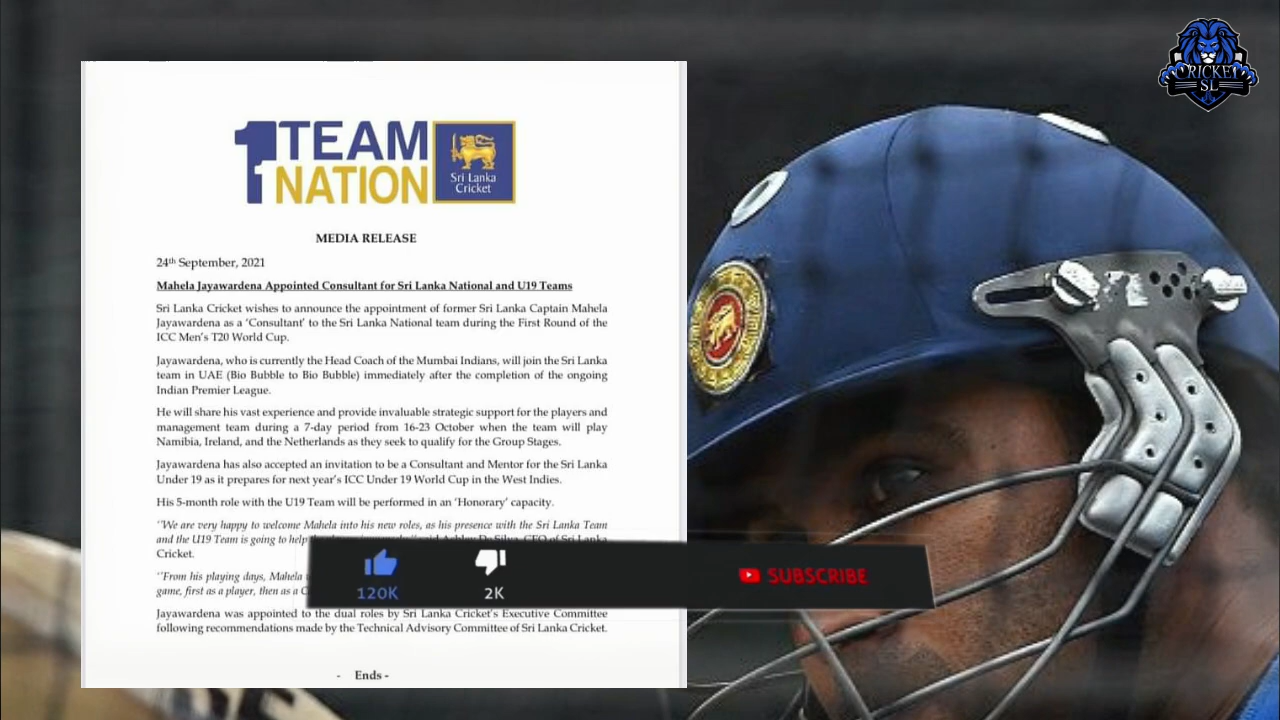 CRICKET
SL
1 TEAM
1 NATION
Sri Lanka
Cricket
MEDIA RELEASE
24th September, 2021
Mahela Jayawardena Appointed Consultant for Sri Lanka National and U19 Teams
Sri Lanka Cricket wishes to announce the appointment of former Sri Lanka Captain Mahela
Jayawardena as a ‘Consultant’ to the Sri Lanka National team during the First Round of the
ICC Men’s T20 World Cup.
Jayawardena, who is currently the Head Coach of the Mumbai Indians, will join the Sri Lanka
team in UAE (Bio Bubble to Bio Bubble) immediately after the completion of the ongoing
Indian Premier League.
He will share his vast experience and provide invaluable strategic support for the players and
management team during a 7-day period from 16-23 October when the team will play
Namibia, Ireland, and the Netherlands as they seek to qualify for the Group Stages.
Jayawardena has also accepted an invitation to be a Consultant and Mentor for the Sri Lanka
Under 19 as it prepares for next year’s ICC Under 19 World Cup in the West Indies.
His 5-month role with the U19 Team will be performed in an ‘Honorary’ capacity.
‘’We are very happy to welcome Mahela into his new roles, as his presence with the Sri Lanka Team
and the U19 Team is going to help said Ashley De Silva, CEO of Sri Lanka
Cricket.
‘’From his playing days, Mahela
game, first as a player, then as a
Jayawardena was appointed to the dual roles by Sri Lanka Cricket’s Executive Committee
following recommendations made by the Technical Advisory Committee of Sri Lanka Cricket.
- Ends -
120K
2K
SUBSCRIBE